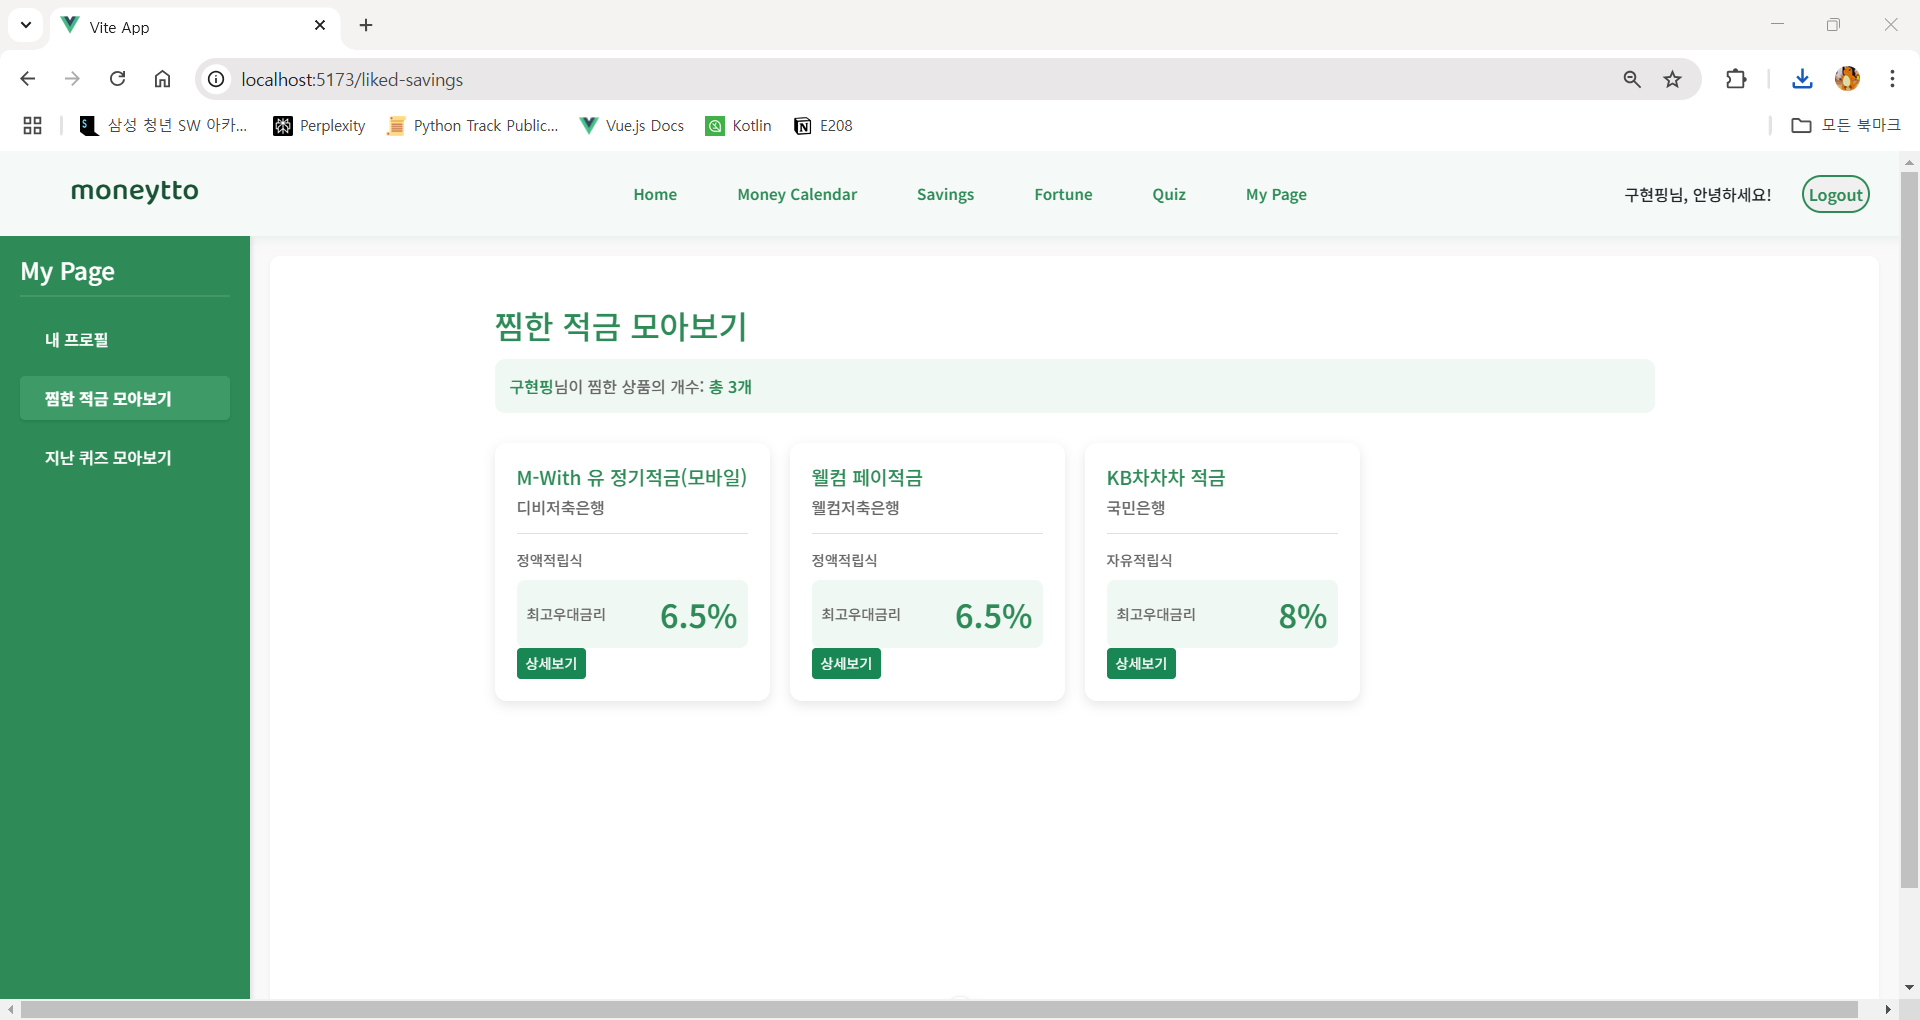 Vite App
localhost:5173/liked-savings
삼성 청년 SW 아카...
Perplexity
Python Track Public...
Vue.js Docs
Kotlin
E208
모든 북마크
moneytto
Home
Money Calendar
Savings
Fortune
Quiz
My Page
구현핑님, 안녕하세요!
Logout
My Page
내 프로필
찜한 적금 모아보기
지난 퀴즈 모아보기
찜한 적금 모아보기
구현핑님이 찜한 상품의 개수: 총 3개
M-With 유 정기적금(모바일)
디비저축은행
정액적립식
최고우대금리 6.5%
상세보기
웰컴 페이적금
웰컴저축은행
정액적립식
최고우대금리 6.5%
상세보기
KB차차차 적금
국민은행
자유적립식
최고우대금리 8%
상세보기